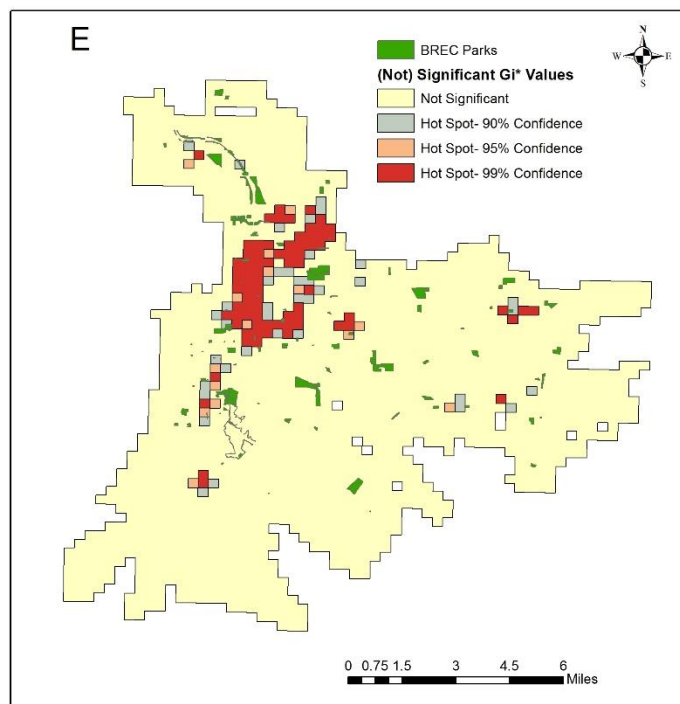 E
BREC Parks
(Not) Significant Gi* Values
Not Significant
Hot Spot- 90% Confidence
Hot Spot- 95% Confidence
Hot Spot- 99% Confidence
N
W E
S
0 0.75 1.5 3 4.5 6
Miles